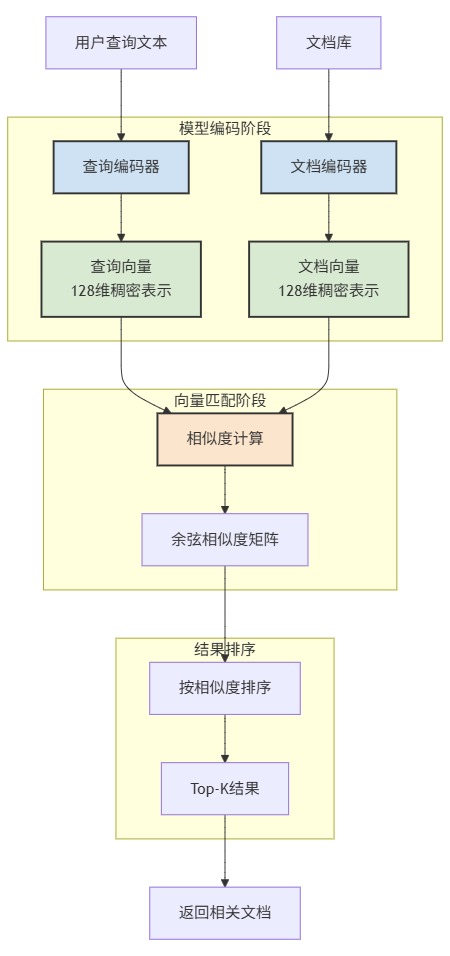 用户查询文本
文档库
模型编码阶段
查询编码器
文档编码器
查询向量
128维稠密表示
文档向量
128维稠密表示
向量匹配阶段
相似度计算
余弦相似度矩阵
结果排序
按相似度排序
Top-K结果
返回相关文档